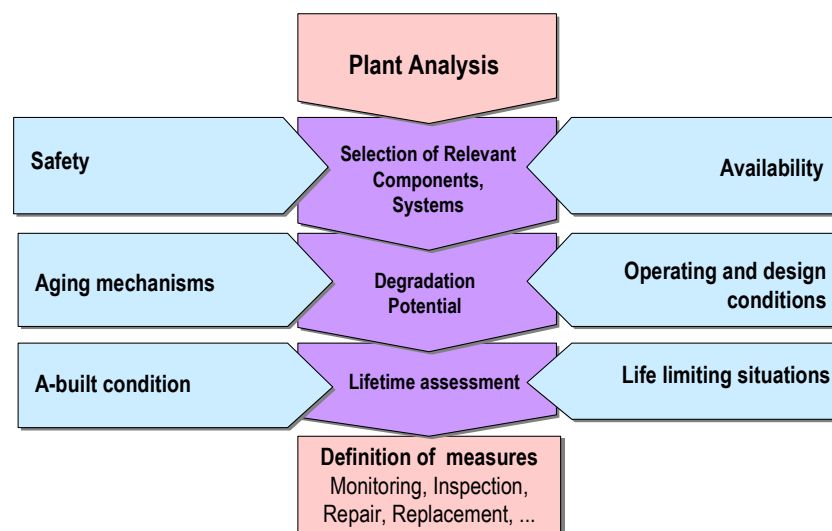 Plant Analysis
Safety
Selection of Relevant
Components,
Systems
Availability
Aging mechanisms
Degradation
Potential
Operating and design
conditions
A-built condition
Lifetime assessment
Life limiting situations
Definition of measures
Monitoring, Inspection,
Repair, Replacement, ...